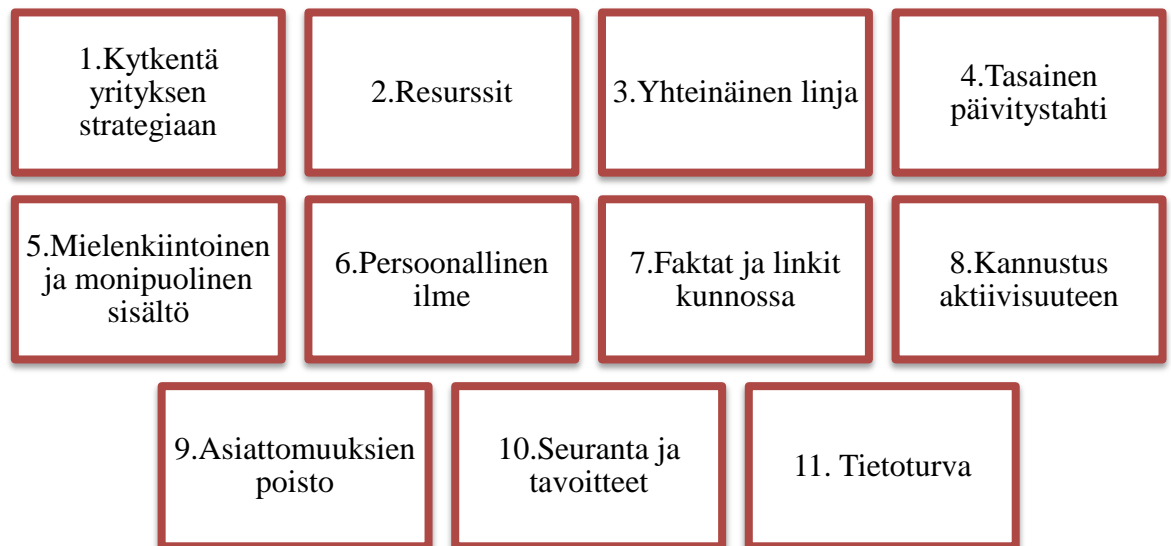 1.Kytkentä
yrityksen
strategiaan
2.Resurssit
3.Yhteinäinen linja
4.Tasainen
päivitystahti
5.Mielenkiintoinen
ja monipuolinen
sisältö
6.Persoonallinen
ilme
7.Faktat ja linkit
kunnossa
8.Kannustus
aktiivisuuteen
9.Asiattomuuksien
poisto
10.Seuranta ja
tavoitteet
11. Tietoturva